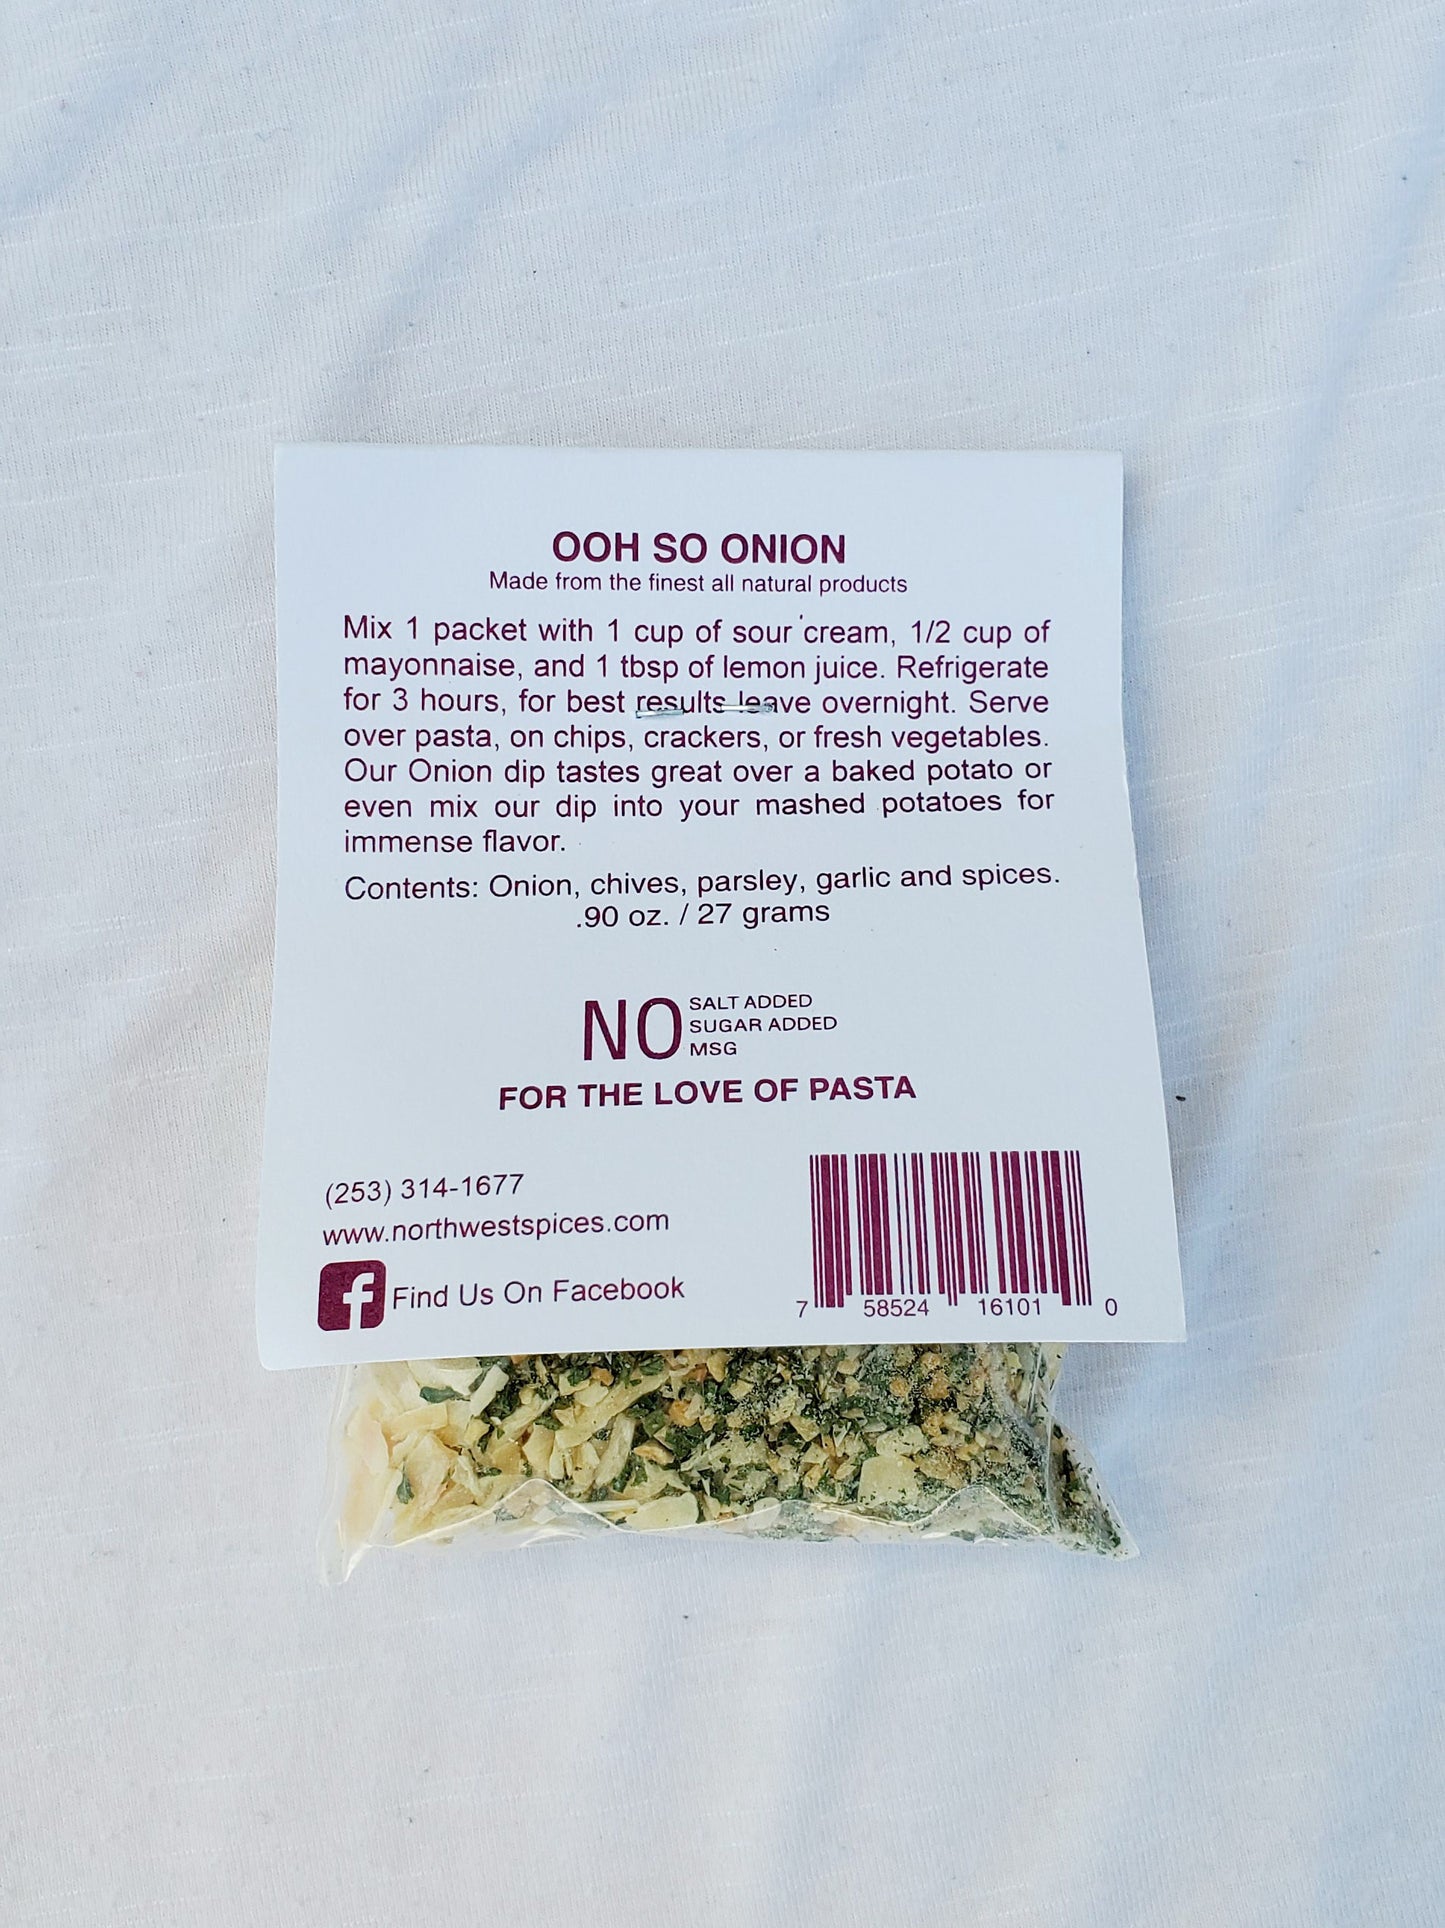 OOH SO ONION
Made from the finest all natural products
Mix 1 packet with 1 cup of sour cream, 1/2 cup of
mayonnaise, and 1 tbsp of lemon juice. Refrigerate
for 3 hours, for best results leave overnight. Serve
over pasta, on chips, crackers, or fresh vegetables.
Our Onion dip tastes great over a baked potato or
even mix our dip into your mashed potatoes for
immense flavor.
Contents: Onion, chives, parsley, garlic and spices.
.90 oz. / 27 grams
NO SALT ADDED
SUGAR ADDED
MSG
FOR THE LOVE OF PASTA
(253) 314-1677
www.northwestspices.com
f Find Us On Facebook
7 58524 16101 0